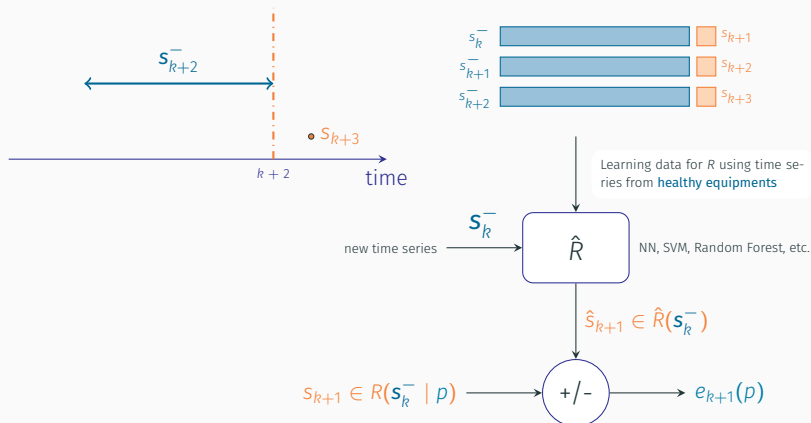 s⁻ₖ₊₂
sₖ₊₃
k + 2
time
s⁻ₖ sₖ₊₁
s⁻ₖ₊₁ sₖ₊₂
s⁻ₖ₊₂ sₖ₊₃
Learning data for R using time se-
ries from healthy equipments
s⁻ₖ
new time series
R̂
NN, SVM, Random Forest, etc.
ŝₖ₊₁ ∈ R̂(s⁻ₖ)
sₖ₊₁ ∈ R(s⁻ₖ | p)
+/-
eₖ₊₁(p)